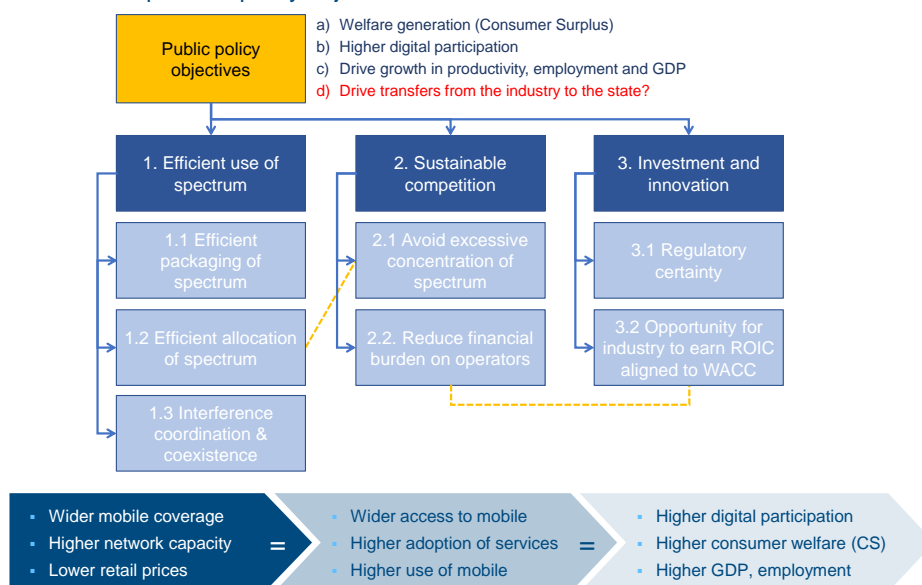 Public policy
objectives
a) Welfare generation (Consumer Surplus)
b) Higher digital participation
c) Drive growth in productivity, employment and GDP
d) Drive transfers from the industry to the state?
1. Efficient use of
spectrum
2. Sustainable
competition
3. Investment and
innovation
1.1 Efficient
packaging of
spectrum
2.1 Avoid excessive
concentration of
spectrum
3.1 Regulatory
certainty
1.2 Efficient allocation
of spectrum
2.2. Reduce financial
burden on operators
3.2 Opportunity for
industry to earn ROIC
aligned to WACC
1.3 Interference
coordination &
coexistence
▪ Wider mobile coverage
▪ Higher network capacity
▪ Lower retail prices
=
▪ Wider access to mobile
▪ Higher adoption of services
▪ Higher use of mobile
=
▪ Higher digital participation
▪ Higher consumer welfare (CS)
▪ Higher GDP, employment